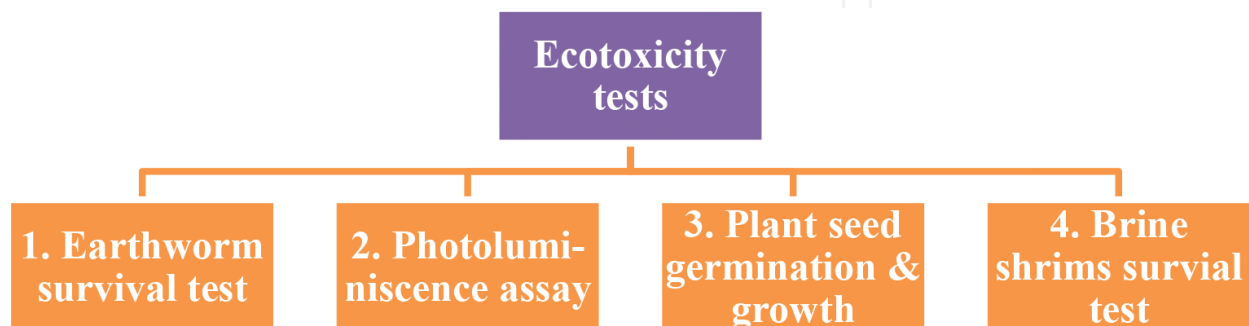 Ecotoxicity
tests
1. Earthworm
survival test
2. Photolumi-
niscence assay
3. Plant seed
germination &
growth
4. Brine
shrims survial
test